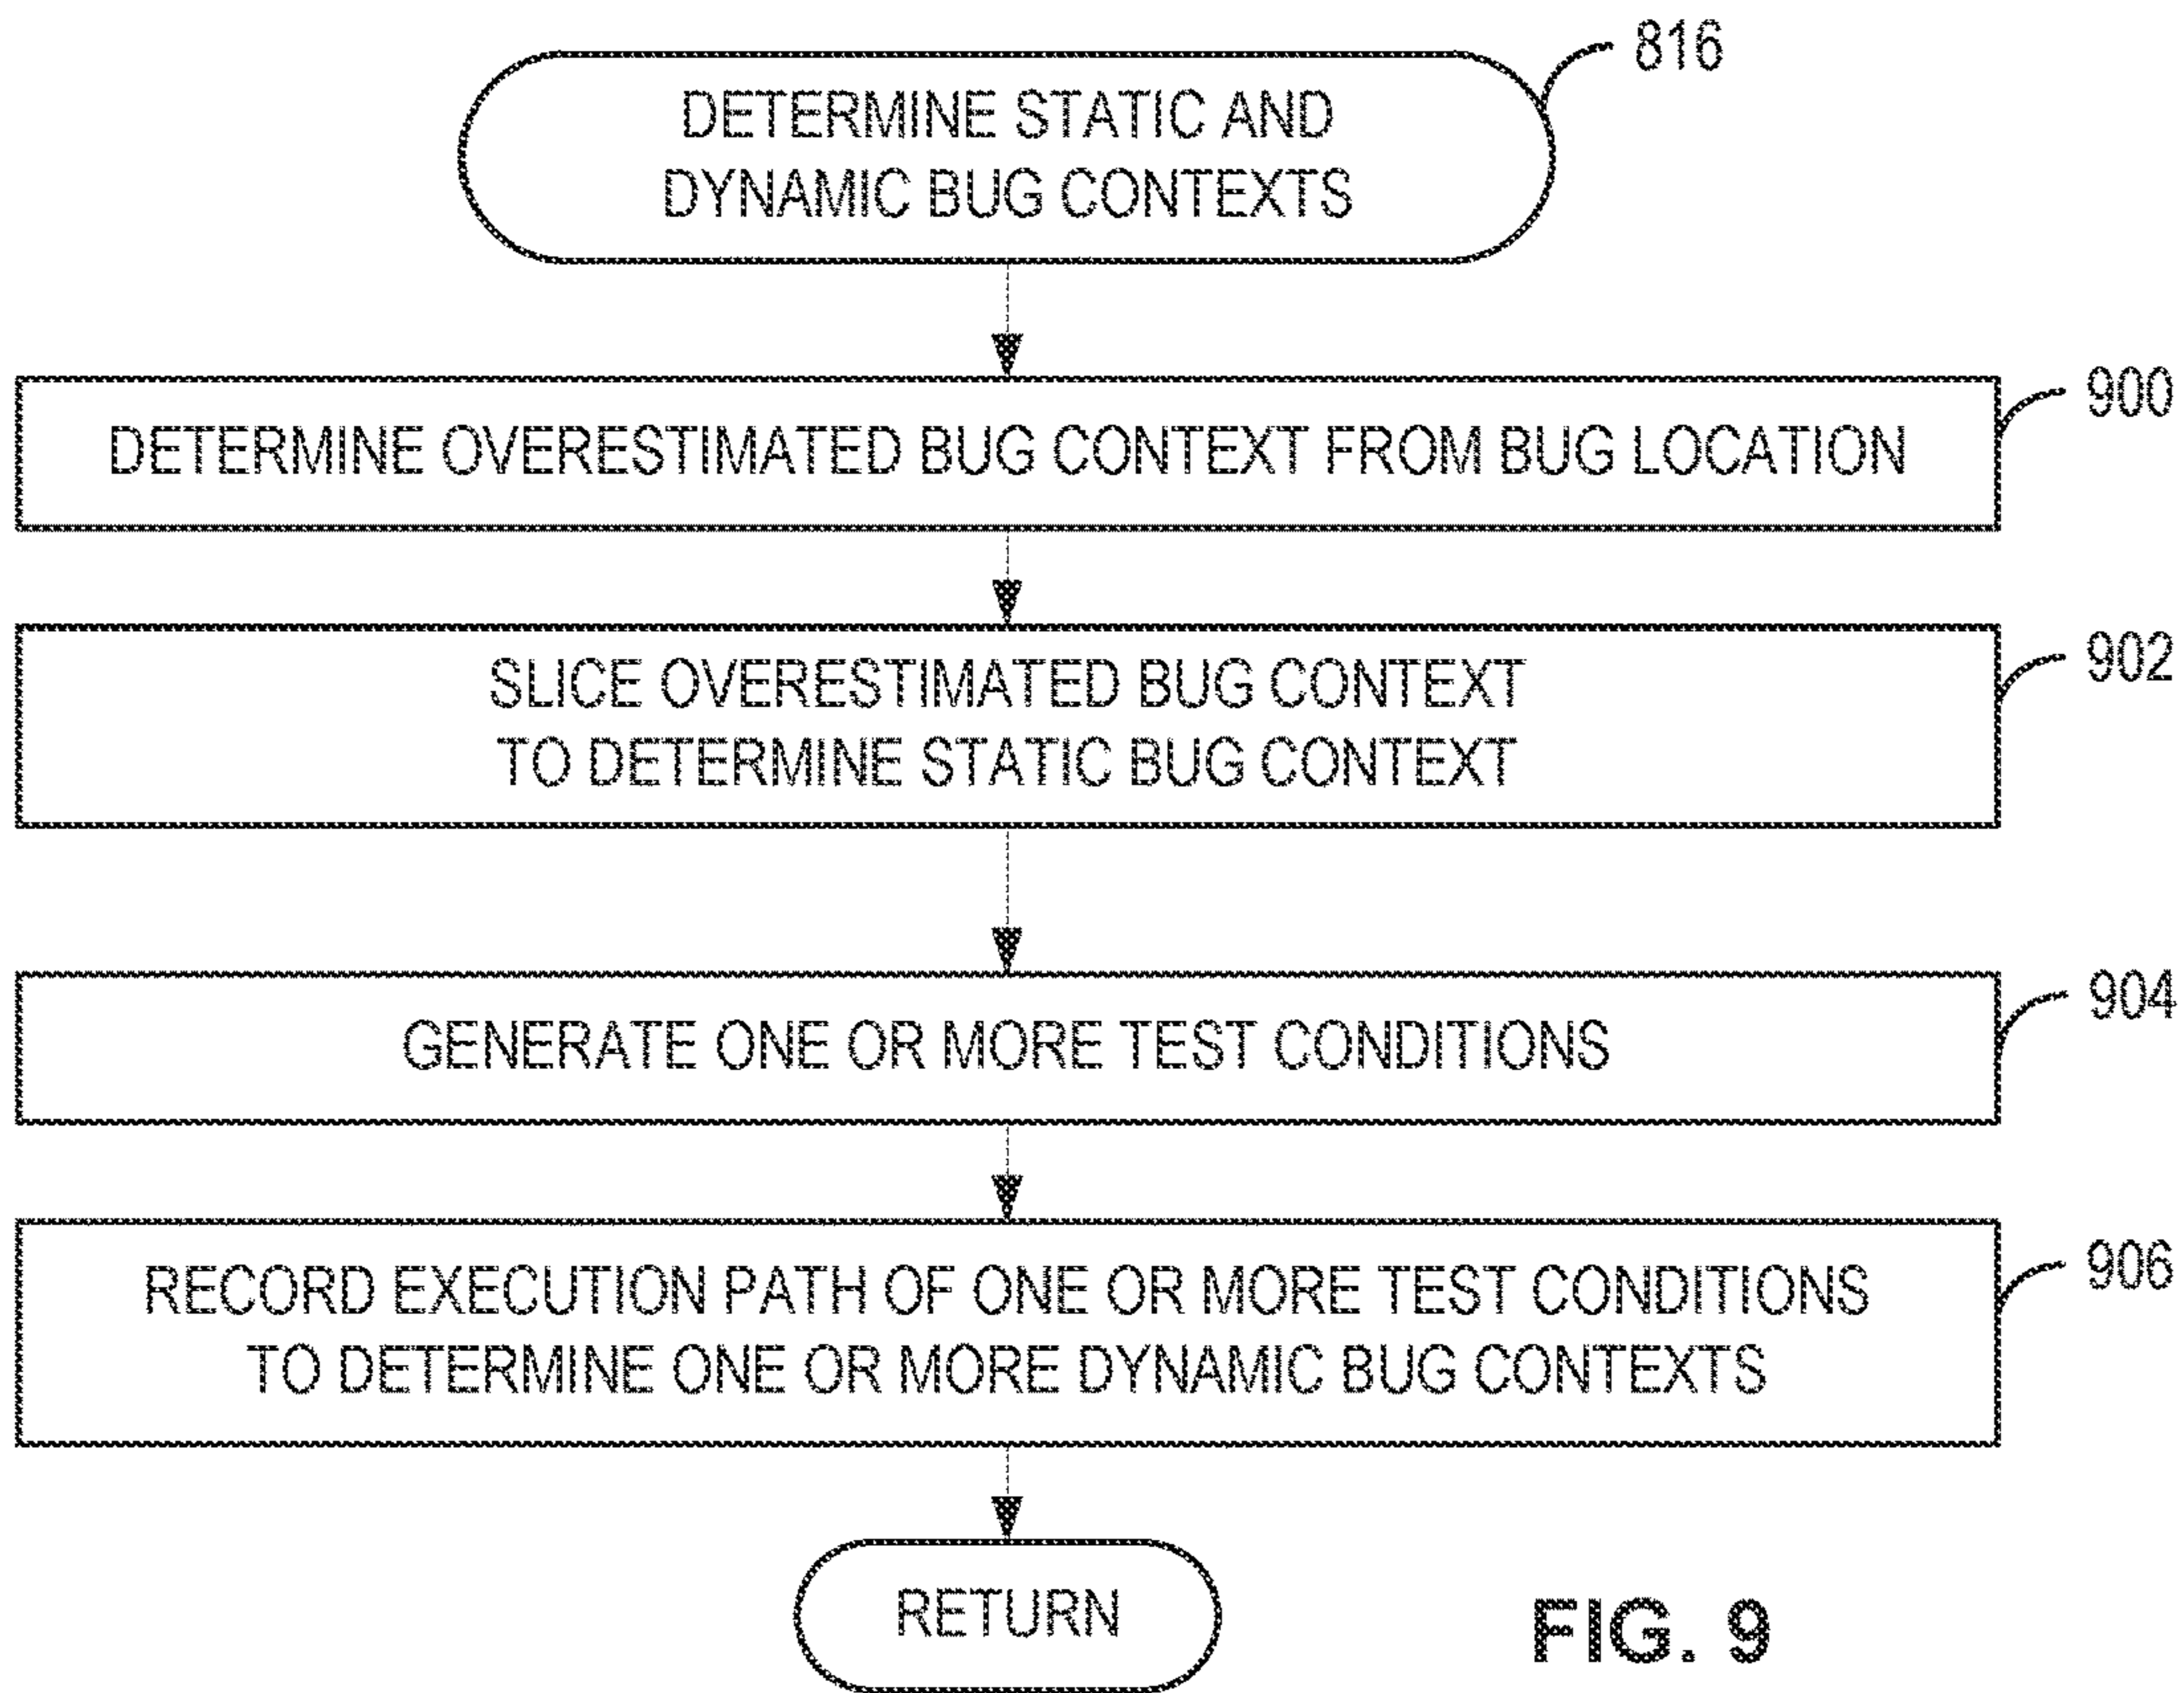 816
DETERMINE STATIC AND
DYNAMIC BUG CONTEXTS
900
DETERMINE OVERESTIMATED BUG CONTEXT FROM BUG LOCATION
902
SLICE OVERESTIMATED BUG CONTEXT
TO DETERMINE STATIC BUG CONTEXT
904
GENERATE ONE OR MORE TEST CONDITIONS
906
RECORD EXECUTION PATH OF ONE OR MORE TEST CONDITIONS
TO DETERMINE ONE OR MORE DYNAMIC BUG CONTEXTS
RETURN
FIG. 9